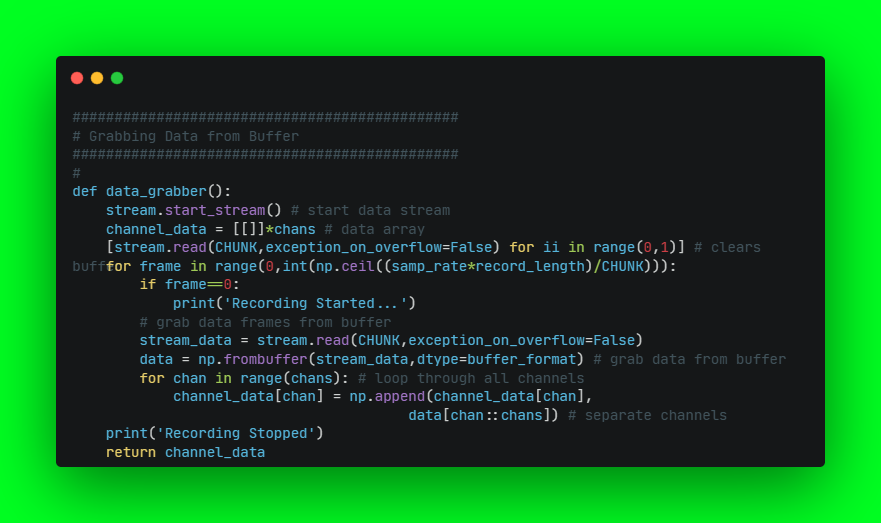 ##############################################
# Grabbing Data from Buffer
##############################################
#
def data_grabber():
    stream.start_stream() # start data stream
    channel_data = [[]]*chans # data array
    [stream.read(CHUNK,exception_on_overflow=False) for ii in range(0,1)] # clears
buffer
    for frame in range(0,int(np.ceil((samp_rate*record_length)/CHUNK))):
        if frame==0:
            print('Recording Started...')
        # grab data frames from buffer
        stream_data = stream.read(CHUNK,exception_on_overflow=False)
        data = np.frombuffer(stream_data,dtype=buffer_format) # grab data from buffer
        for chan in range(chans): # loop through all channels
            channel_data[chan] = np.append(channel_data[chan],
                                        data[chan::chans]) # separate channels
    print('Recording Stopped')
    return channel_data